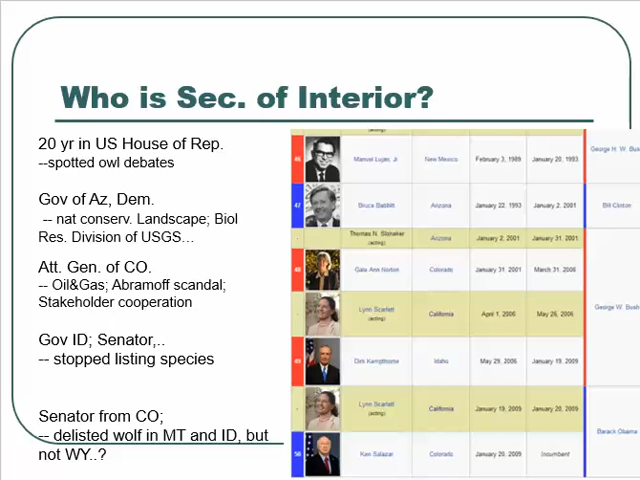 Who is Sec. of Interior?
20 yr in US House of Rep.
--spotted owl debates
Gov of Az, Dem.
-- nat conserv. Landscape; Biol
Res. Division of USGS…
Att. Gen. of CO.
-- Oil&Gas; Abramoff scandal;
Stakeholder cooperation
Gov ID; Senator,..
-- stopped listing species
Senator from CO;
-- delisted wolf in MT and ID, but
not WY..?
(acting)
46 Manuel Lujan, Jr. New Mexico February 3, 1989 January 20, 1993 George H. W. Bush
47 Bruce Babbitt Arizona January 22, 1993 January 2, 2001 Bill Clinton
- Thomas N. Slonaker
(acting) Arizona January 2, 2001 January 31, 2001
48 Gale Ann Norton Colorado January 31, 2001 March 31, 2006
George W. Bush
- Lynn Scarlett
(acting) California April 1, 2006 May 26, 2006
49 Dirk Kempthorne Idaho May 29, 2006 January 19, 2009
- Lynn Scarlett
(acting) California January 19, 2009 January 20, 2009
Barack Obama
50 Ken Salazar Colorado January 20, 2009 Incumbent